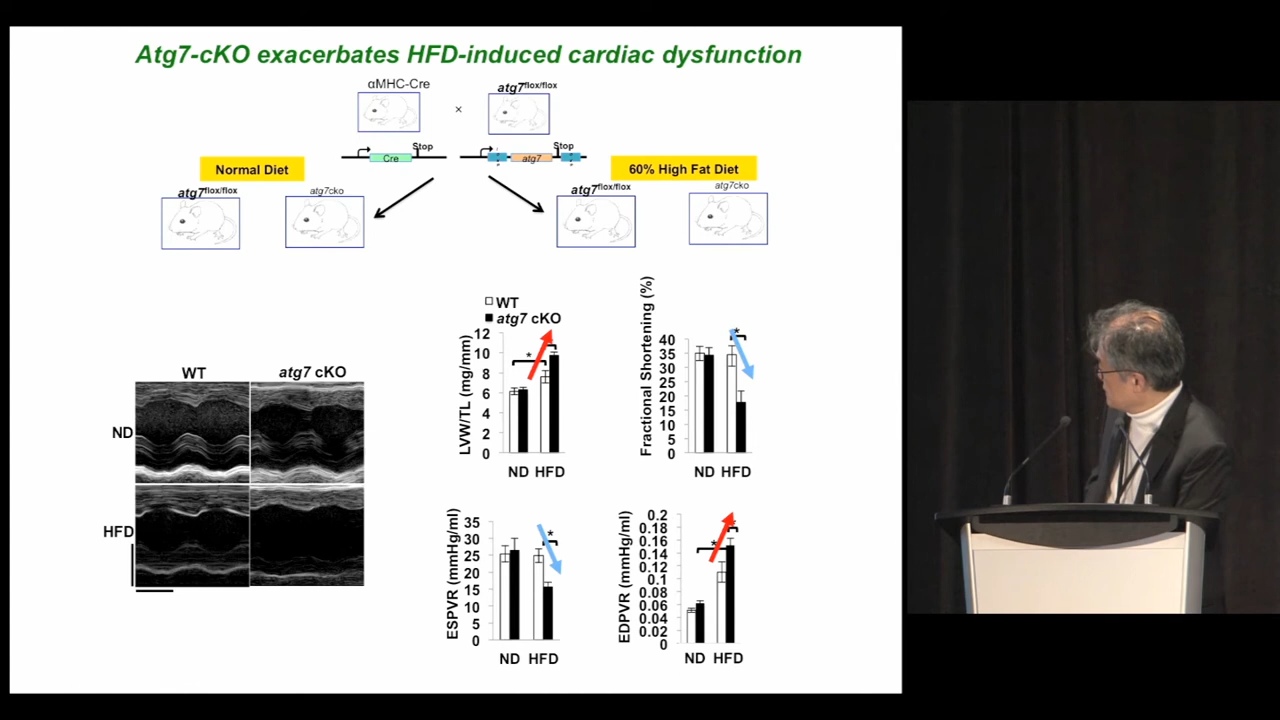 Atg7-cKO exacerbates HFD-induced cardiac dysfunction
αMHC-Cre
×
atg7flox/flox
Cre
Stop
atg7
Stop
Normal Diet
60% High Fat Diet
atg7flox/flox
atg7cko
atg7flox/flox
atg7cko
WT
atg7 cKO
ND
HFD
WT
atg7 cKO
LVW/TL (mg/mm)
12
10
8
6
4
2
0
*
ND HFD
Fractional Shortening (%)
40
35
30
25
20
15
10
5
0
*
ND HFD
ESPVR (mmHg/ml)
35
30
25
20
15
10
5
0
*
ND HFD
EDPVR (mmHg/ml)
0.2
0.18
0.16
0.14
0.12
0.1
0.08
0.06
0.04
0.02
0
*
ND HFD